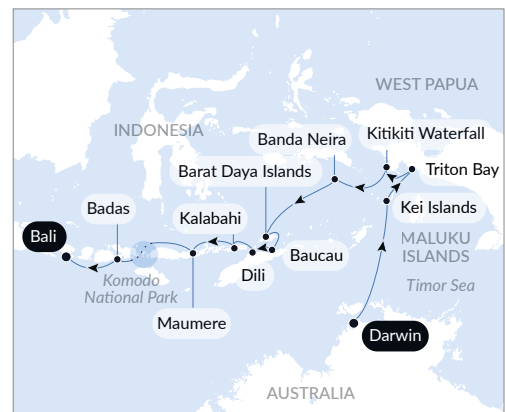 WEST PAPUA
INDONESIA
Banda Neira
Kitikiti Waterfall
Barat Daya Islands
Triton Bay
Badas
Kalabahi
Kei Islands
Bali
MALUKU
ISLANDS
Baucau
Dili
Komodo
National Park
Timor Sea
Maumere
Darwin
AUSTRALIA